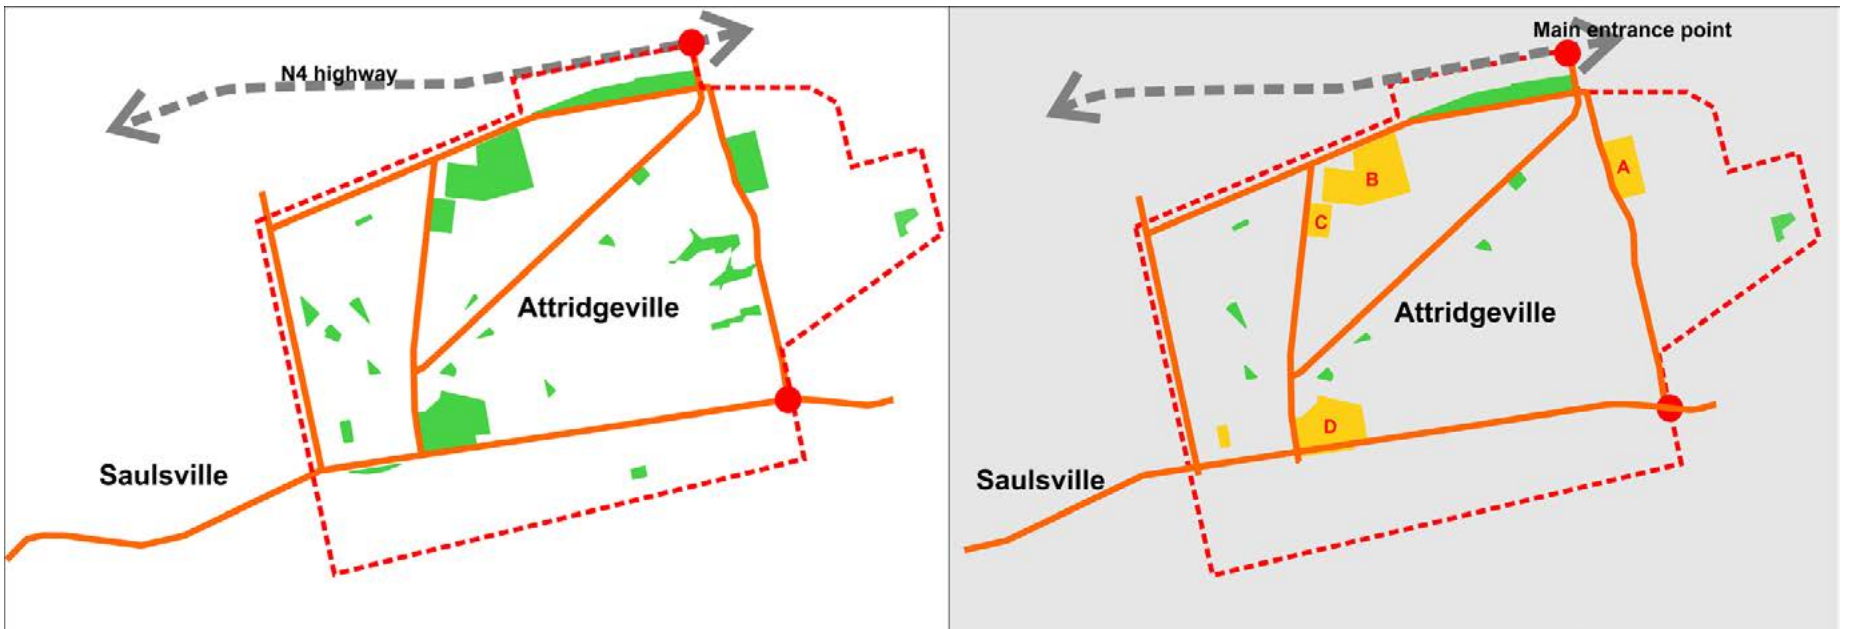 N4 highway
Attridgeville
Saulsville
Main entrance point
A
B
C
Attridgeville
D
Saulsville